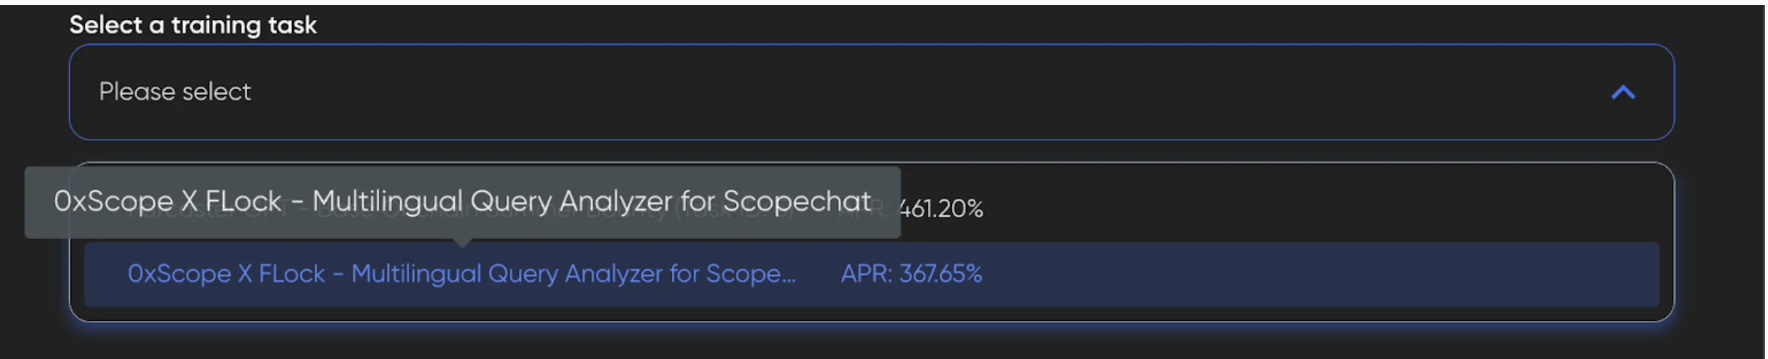 Select a training task
Please select
0xScope X FLock - Multilingual Query Analyzer for Scopechat
461.20%
0xScope X FLock - Multilingual Query Analyzer for Scope... APR: 367.65%